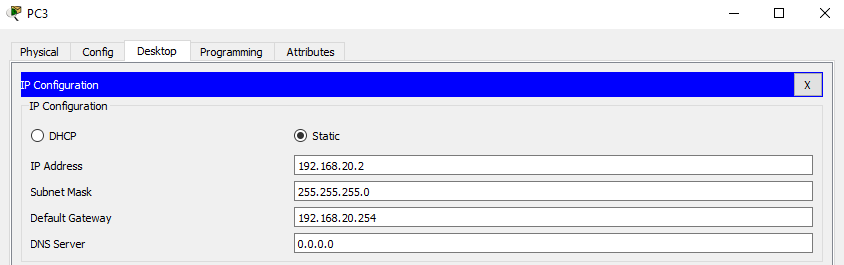 PC3
Physical Config Desktop Programming Attributes
IP Configuration X
IP Configuration
DHCP Static
IP Address 192.168.20.2
Subnet Mask 255.255.255.0
Default Gateway 192.168.20.254
DNS Server 0.0.0.0